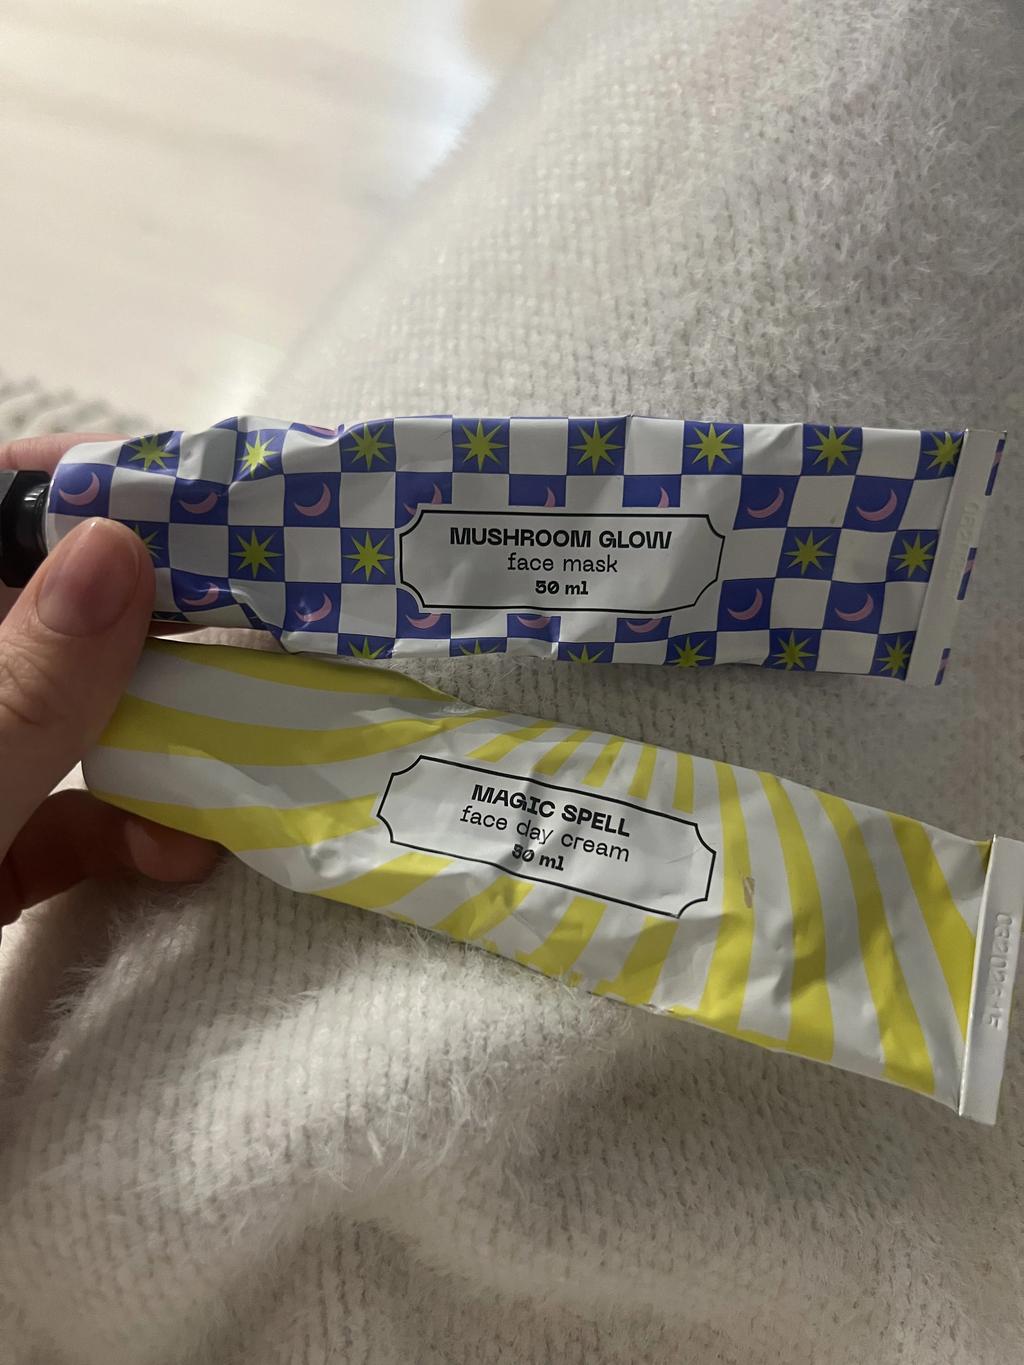 MUSHROOM GLOW
face mask
50 ml
MAGIC SPELL
face day cream
50 ml